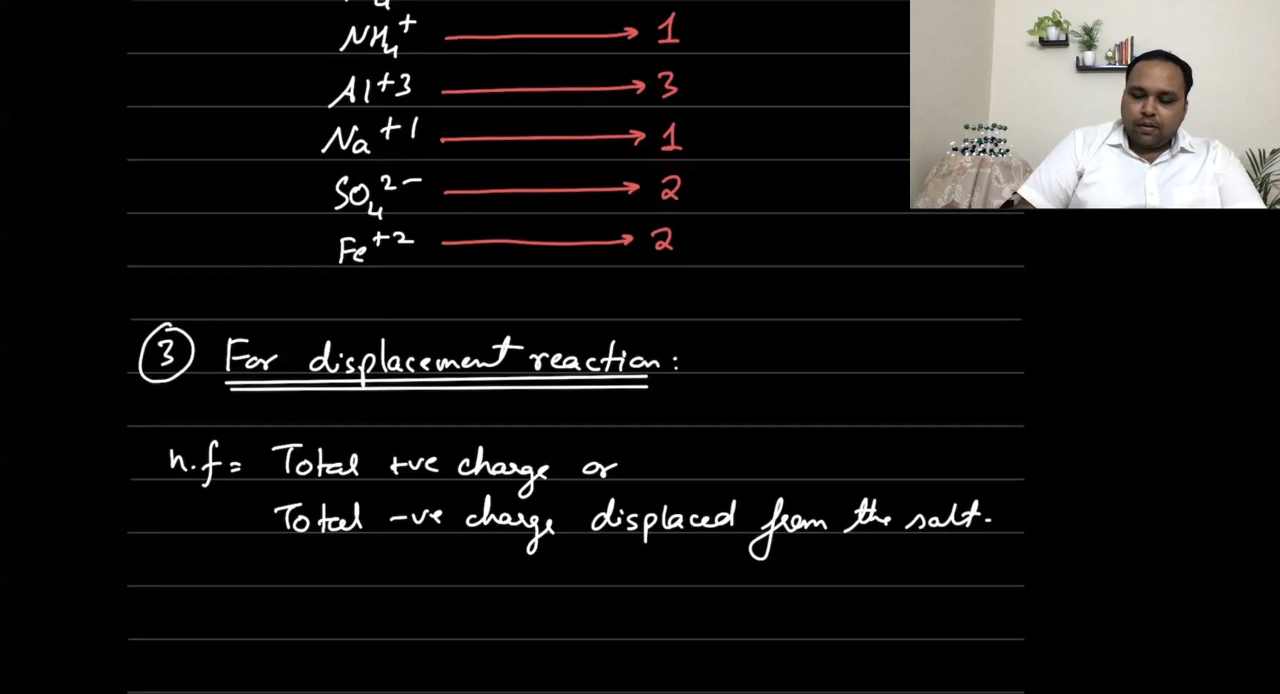 NH₄⁺ → 1
Al⁺³ → 3
Na⁺¹ → 1
SO₄²⁻ → 2
Fe⁺² → 2
③ For displacement reaction:
n.f = Total +ve charge or
Total -ve charge displaced from the salt.